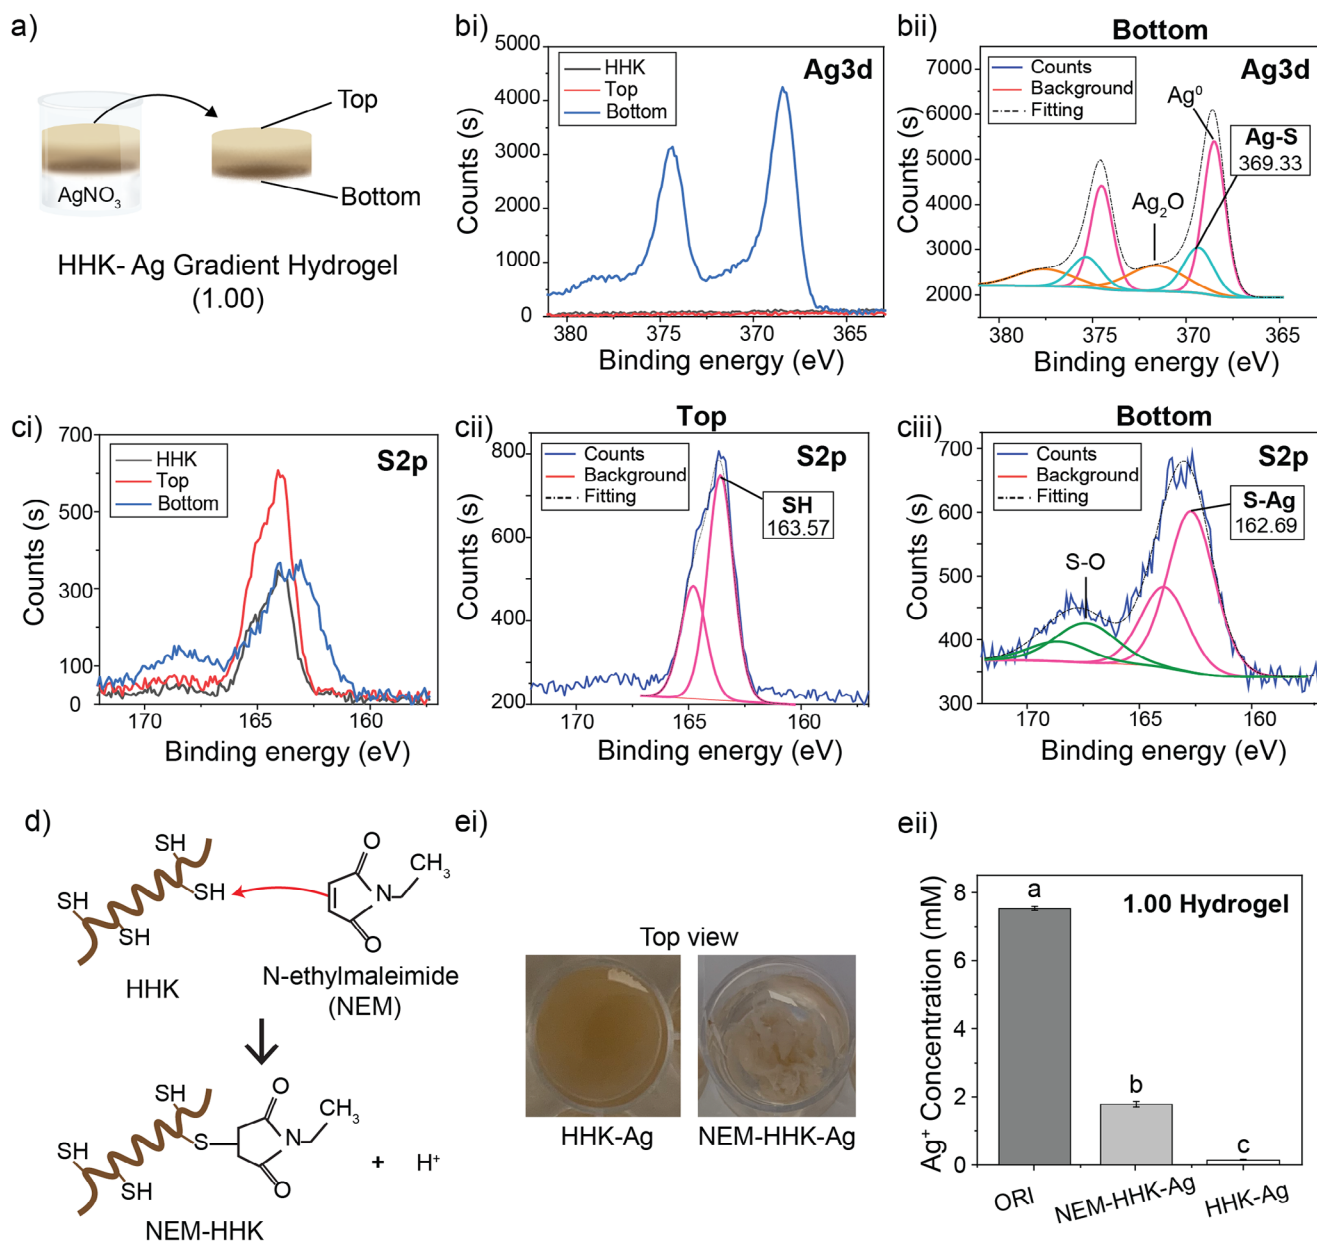 a)
Top
AgNO3
Bottom
HHK- Ag Gradient Hydrogel
(1.00)
bi)
5000
4000
3000
2000
1000
0
380
375
370
365
Counts (s)
Binding energy (eV)
HHK
Top
Bottom
Ag3d
bii)
Bottom
7000
6000
5000
4000
3000
2000
380
375
370
365
Counts (s)
Binding energy (eV)
Counts
Background
Fitting
Ag3d
Ag⁰
Ag-S
369.33
Ag2O
ci)
700
500
300
100
0
170
165
160
Counts (s)
Binding energy (eV)
HHK
Top
Bottom
S2p
cii)
Top
800
600
400
200
170
165
160
Counts (s)
Binding energy (eV)
Counts
Background
Fitting
S2p
SH
163.57
ciii)
Bottom
700
600
500
400
300
170
165
160
Counts (s)
Binding energy (eV)
Counts
Background
Fitting
S2p
S-Ag
162.69
S-O
d)
SH
SH
SH
SH
HHK
O
N
O
CH3
N-ethylmaleimide
(NEM)
SH
SH
SH
S
O
N
O
CH3
+ H⁺
NEM-HHK
ei)
Top view
HHK-Ag
NEM-HHK-Ag
eii)
8
6
4
2
0
Ag⁺ Concentration (mM)
1.00 Hydrogel
a
b
c
ORI
NEM-HHK-Ag
HHK-Ag